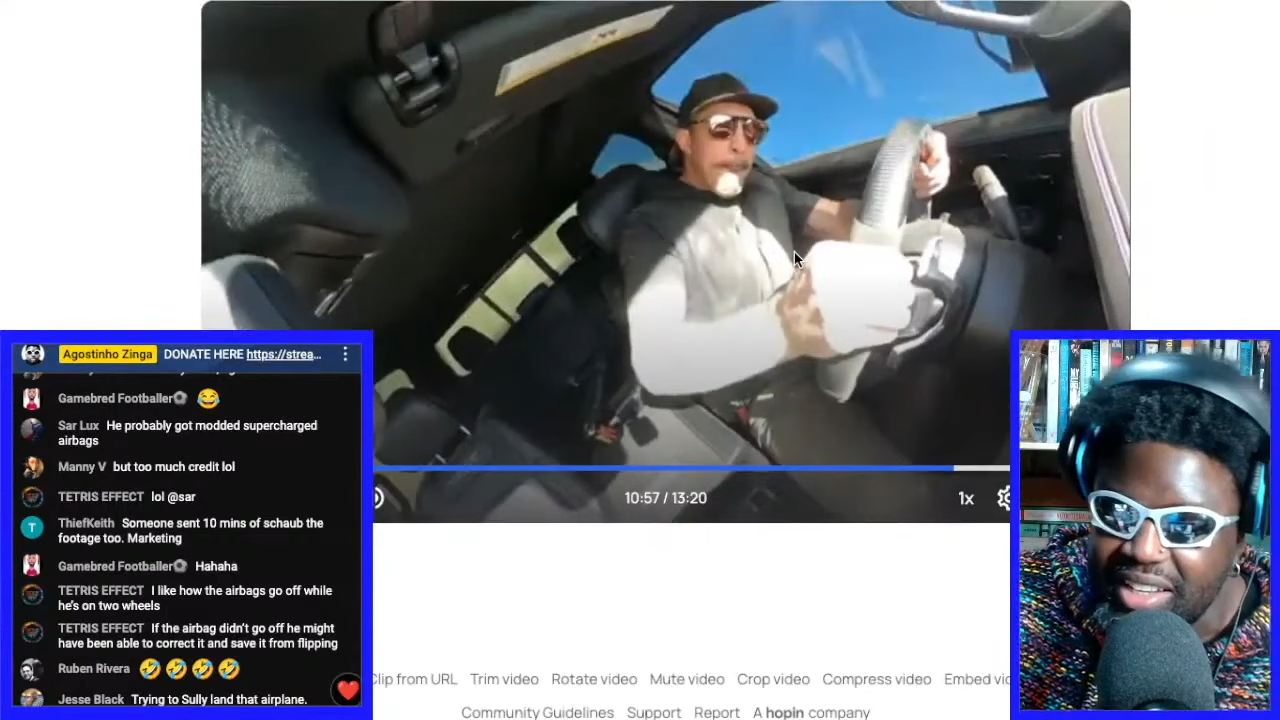 Agostinho Zinga DONATE HERE https://strea...
Gamebred Footballer⚽ 😂
Sar Lux He probably got modded supercharged
airbags
Manny V but too much credit lol
TETRIS EFFECT lol @sar
T
ThiefKeith Someone sent 10 mins of schaub the
footage too. Marketing
Gamebred Footballer⚽ Hahaha
TETRIS EFFECT I like how the airbags go off while
he's on two wheels
TETRIS EFFECT If the airbag didn't go off he might
have been able to correct it and save it from flipping
Ruben Rivera 🤣🤣🤣🤣
Jesse Black Trying to Sully land that airplane.
10:57 / 13:20
1x
Clip from URL Trim video Rotate video Mute video Crop video Compress video Embed
Community Guidelines Support Report A hopin company